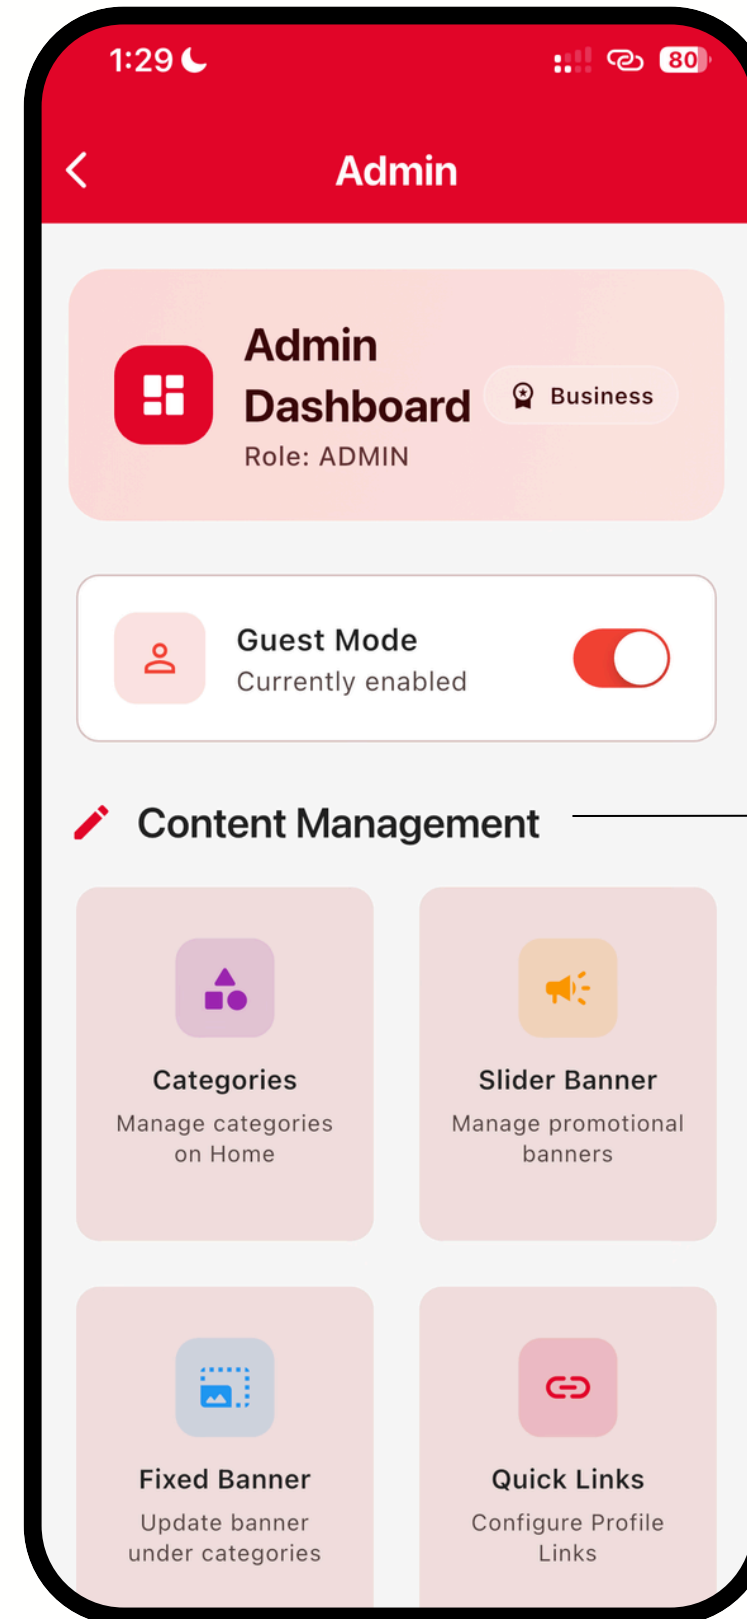 1:29
80
Admin
Admin
Dashboard
Business
Role: ADMIN
Guest Mode
Currently enabled
Content Management
Categories
Manage categories
on Home
Slider Banner
Manage promotional
banners
Fixed Banner
Update banner
under categories
Quick Links
Configure Profile
Links